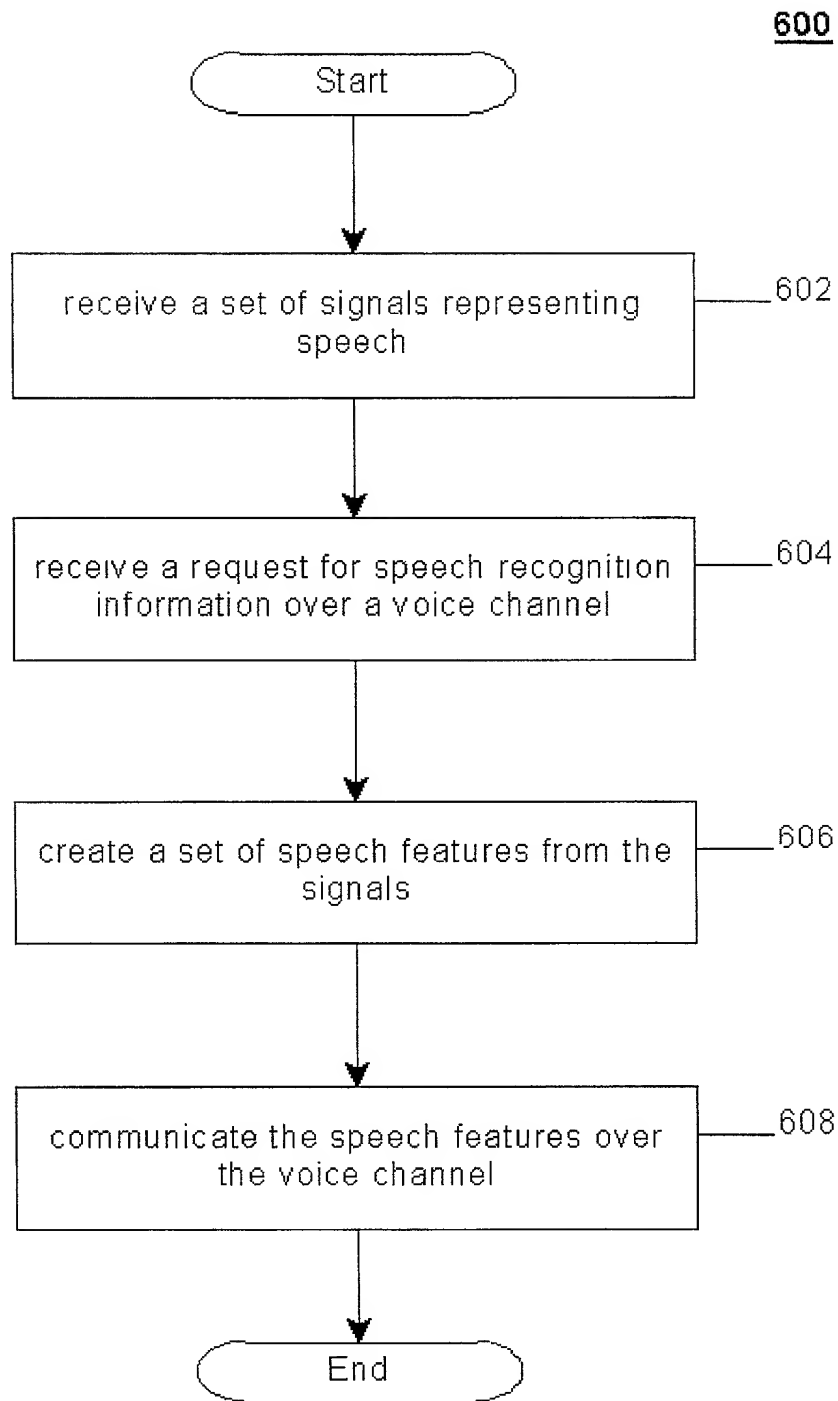 600
Start
receive a set of signals representing
speech
602
receive a request for speech recognition
information over a voice channel
604
create a set of speech features from the
signals
606
communicate the speech features over
the voice channel
608
End